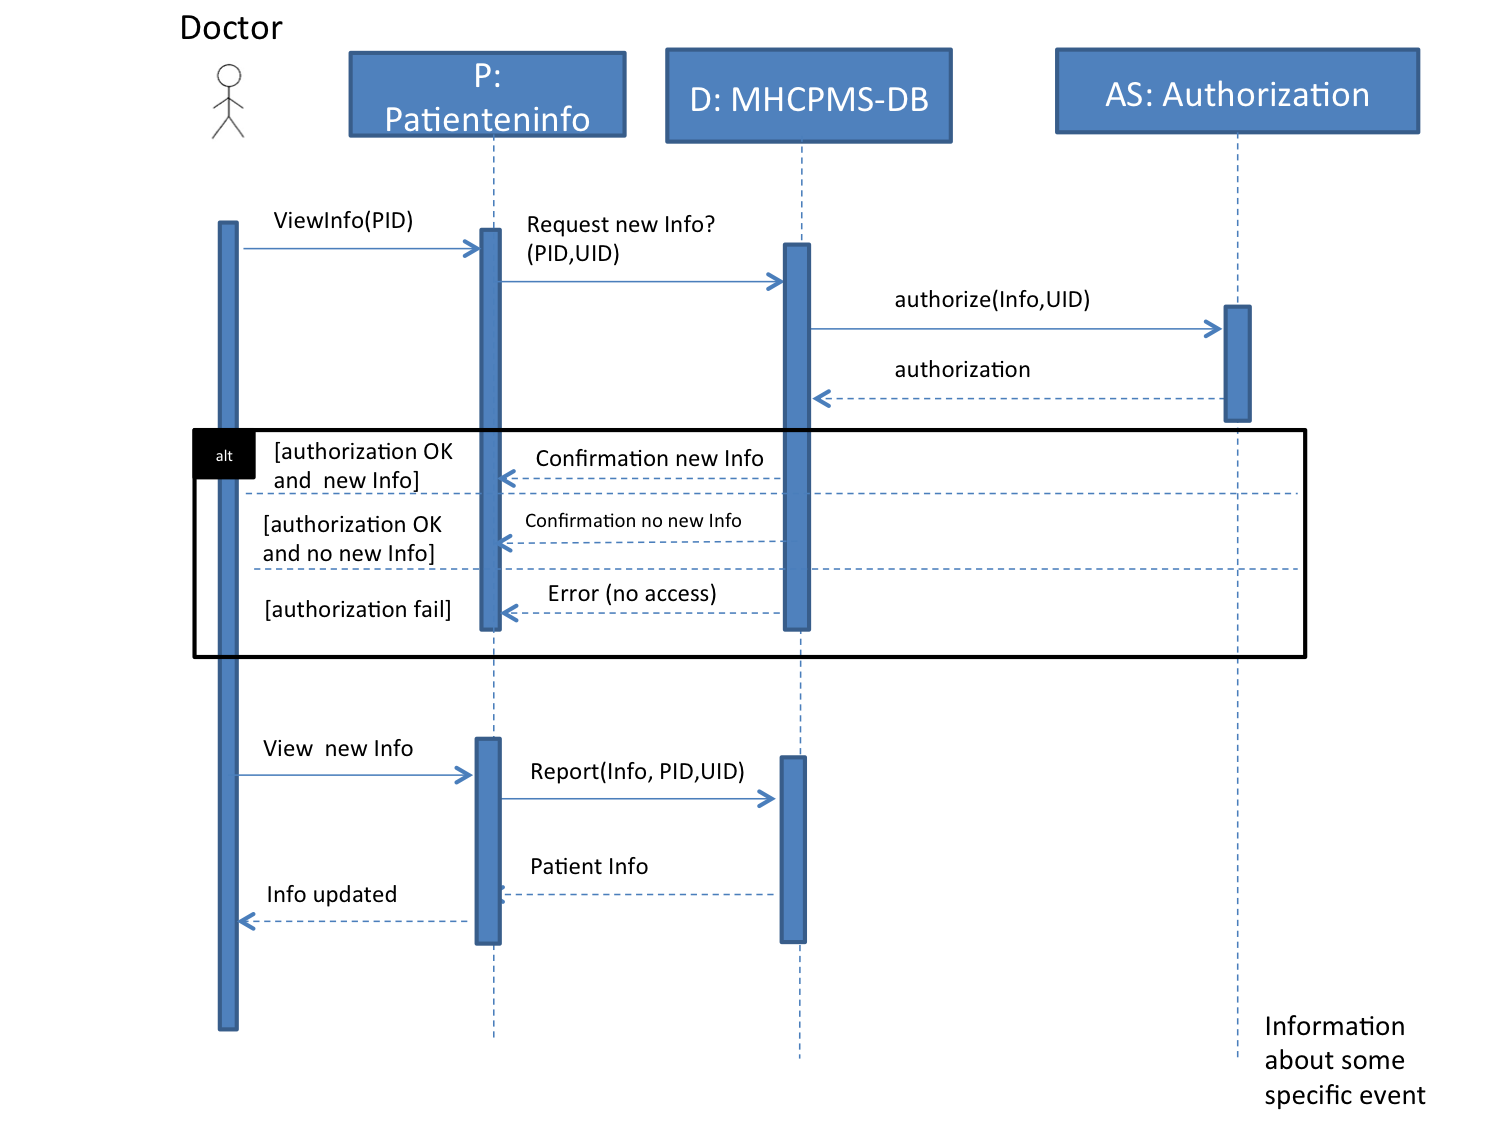 Doctor
P:
Patienteninfo
D: MHCPMS-DB
AS: Authorization
ViewInfo(PID)
Request new Info?
(PID,UID)
authorize(Info,UID)
authorization
alt
[authorization OK
and  new Info]
Confirmation new Info
[authorization OK
and no new Info]
Confirmation no new Info
[authorization fail]
Error (no access)
View  new Info
Report(Info, PID,UID)
Patient Info
Info updated
Information
about some
specific event